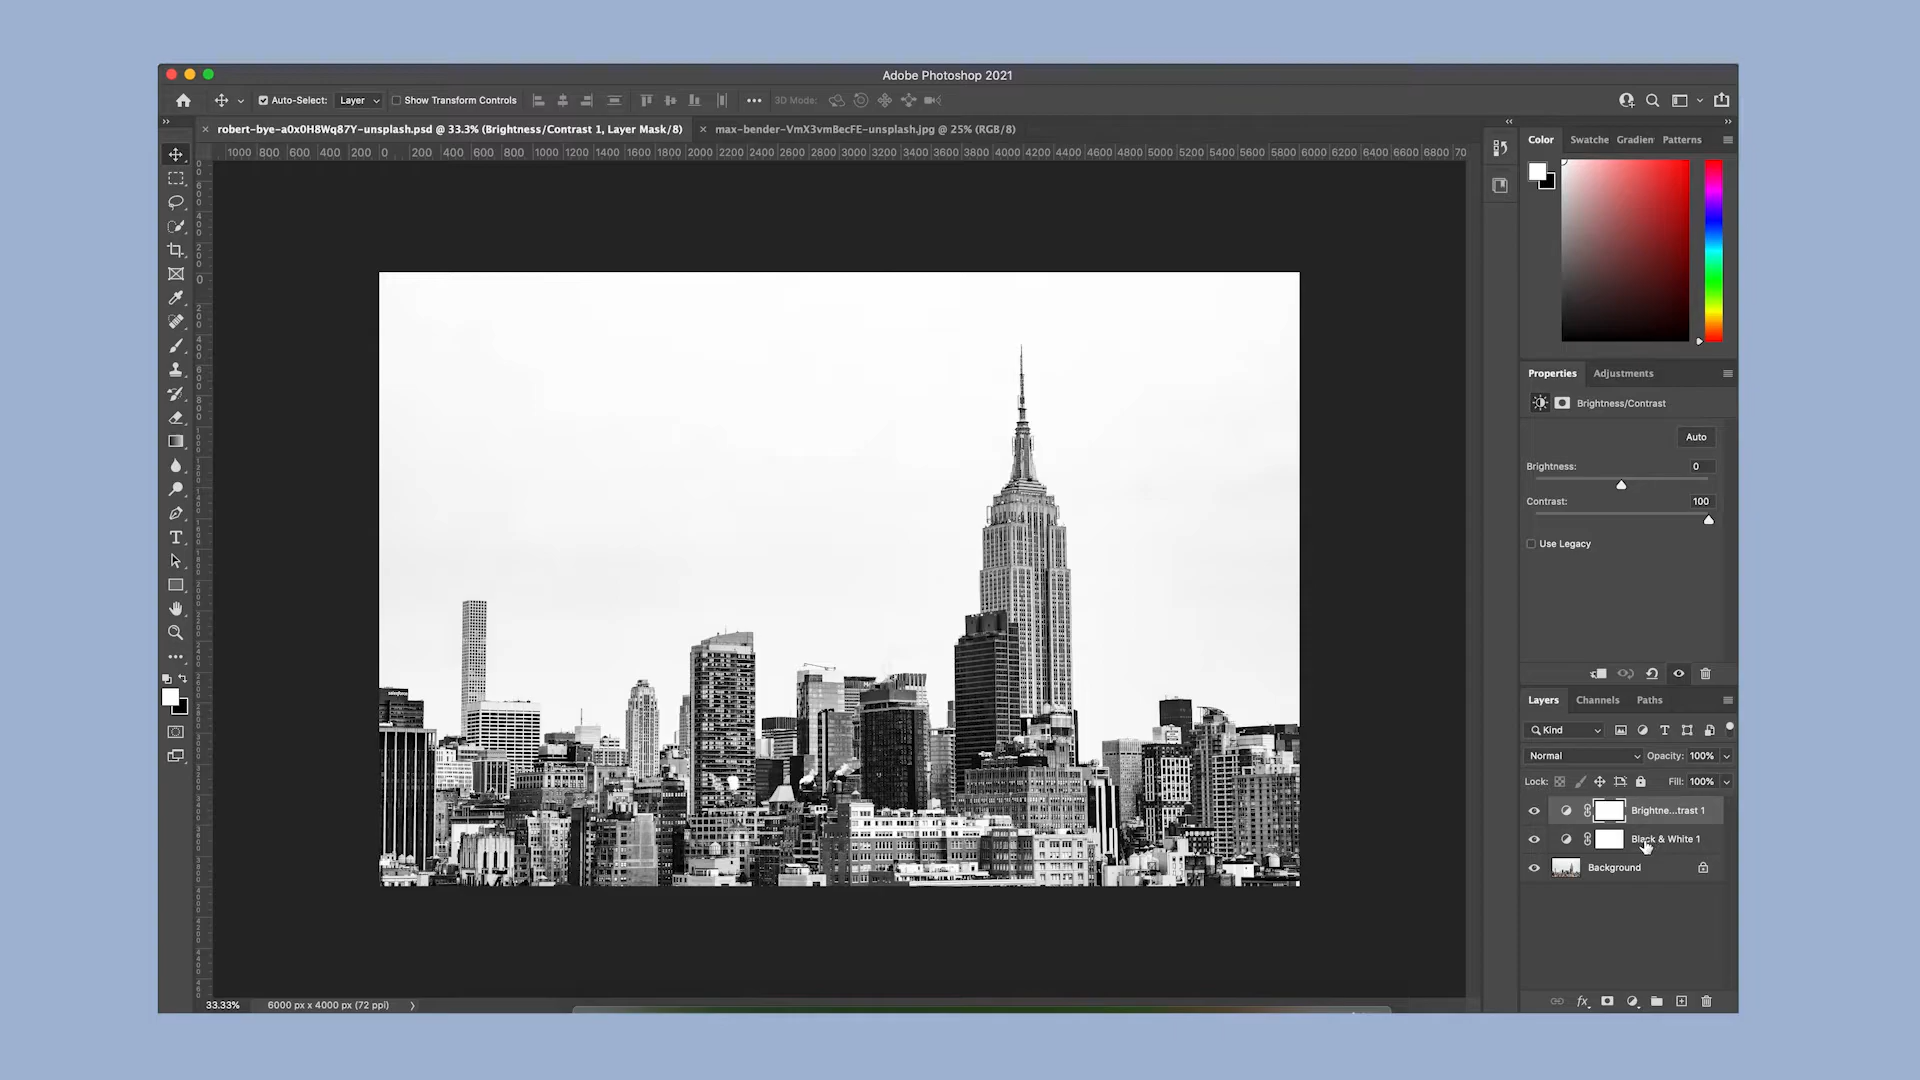 Adobe Photoshop 2021
Auto-Select: Layer Show Transform Controls 3D Mode:
robert-bye-a0x0H8Wq87Y-unsplash.psd @ 33.3% (Brightness/Contrast 1, Layer Mask/8) max-bender-VmX3vmBecFE-unsplash.jpg @ 25% (RGB/8)
1000 800 600 400 200 0 200 400 600 800 1000 1200 1400 1600 1800 2000 2200 2400 2600 2800 3000 3200 3400 3600 3800 4000 4200 4400 4600 4800 5000 5200 5400 5600 5800 6000 6200 6400 6600 6800 70
Color Swatche Gradien Patterns
Properties Adjustments
Brightness/Contrast
Auto
Brightness: 0
Contrast: 100
Use Legacy
Layers Channels Paths
Kind
Normal Opacity: 100%
Lock: Fill: 100%
Brightne...trast 1
Black & White 1
Background
33.33% 6000 px x 4000 px (72 ppi)